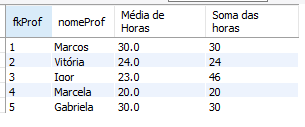 fkProf nomeProf Média de Horas Soma das horas
1 Marcos 30.0 30
2 Vitória 24.0 24
3 Igor 23.0 46
4 Marcela 20.0 20
5 Gabriela 30.0 30